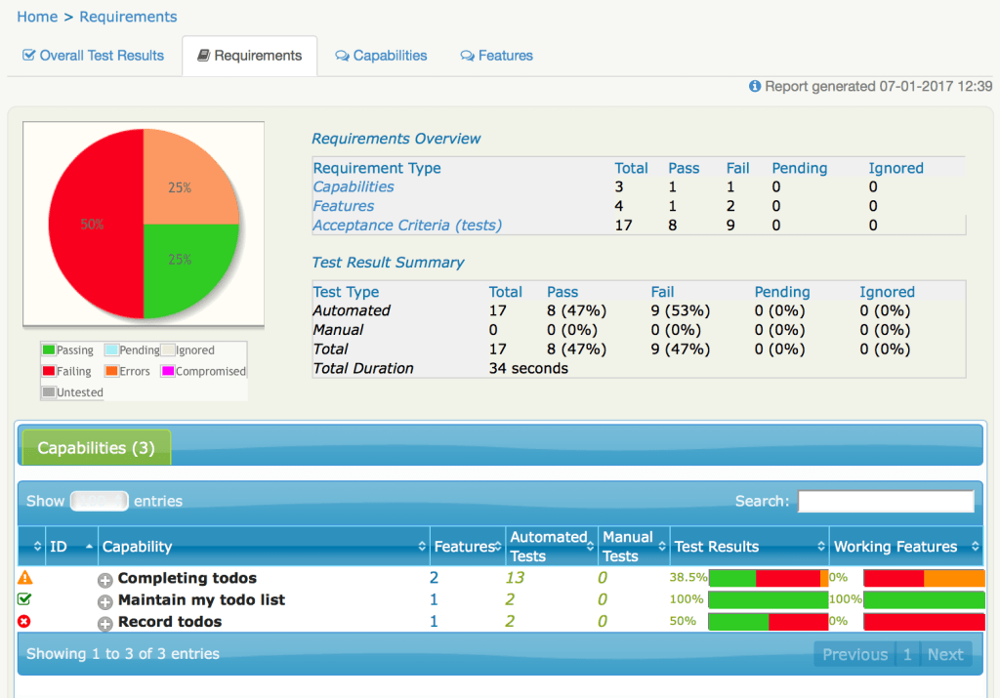 Home > Requirements
Overall Test Results Requirements Capabilities Features
Report generated 07-01-2017 12:39
25%
50%
25%
Passing Pending Ignored
Failing Errors Compromised
Untested
Requirements Overview
Requirement Type Total Pass Fail Pending Ignored
Capabilities 3 1 1 0 0
Features 4 1 2 0 0
Acceptance Criteria (tests) 17 8 9 0 0
Test Result Summary
Test Type Total Pass Fail Pending Ignored
Automated 17 8 (47%) 9 (53%) 0 (0%) 0 (0%)
Manual 0 0 (0%) 0 (0%) 0 (0%) 0 (0%)
Total 17 8 (47%) 9 (47%) 0 (0%) 0 (0%)
Total Duration 34 seconds
Capabilities (3)
Show entries Search:
ID Capability Features Automated Tests Manual Tests Test Results Working Features
Completing todos 2 13 0 38.5% 0%
Maintain my todo list 1 2 0 100% 100%
Record todos 1 2 0 50% 0%
Showing 1 to 3 of 3 entries Previous 1 Next